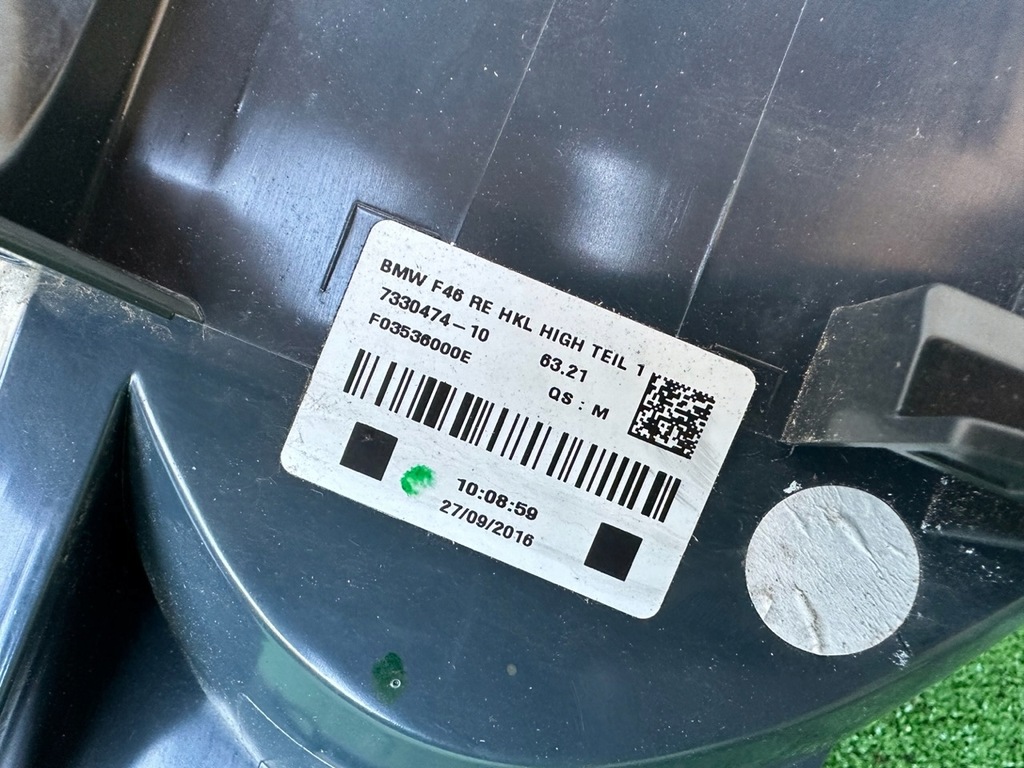 BMW F46 RE HKL HIGH TEIL 1
7330474-10 63.21
F03536000E QS : M
10:08:59
27/09/2016